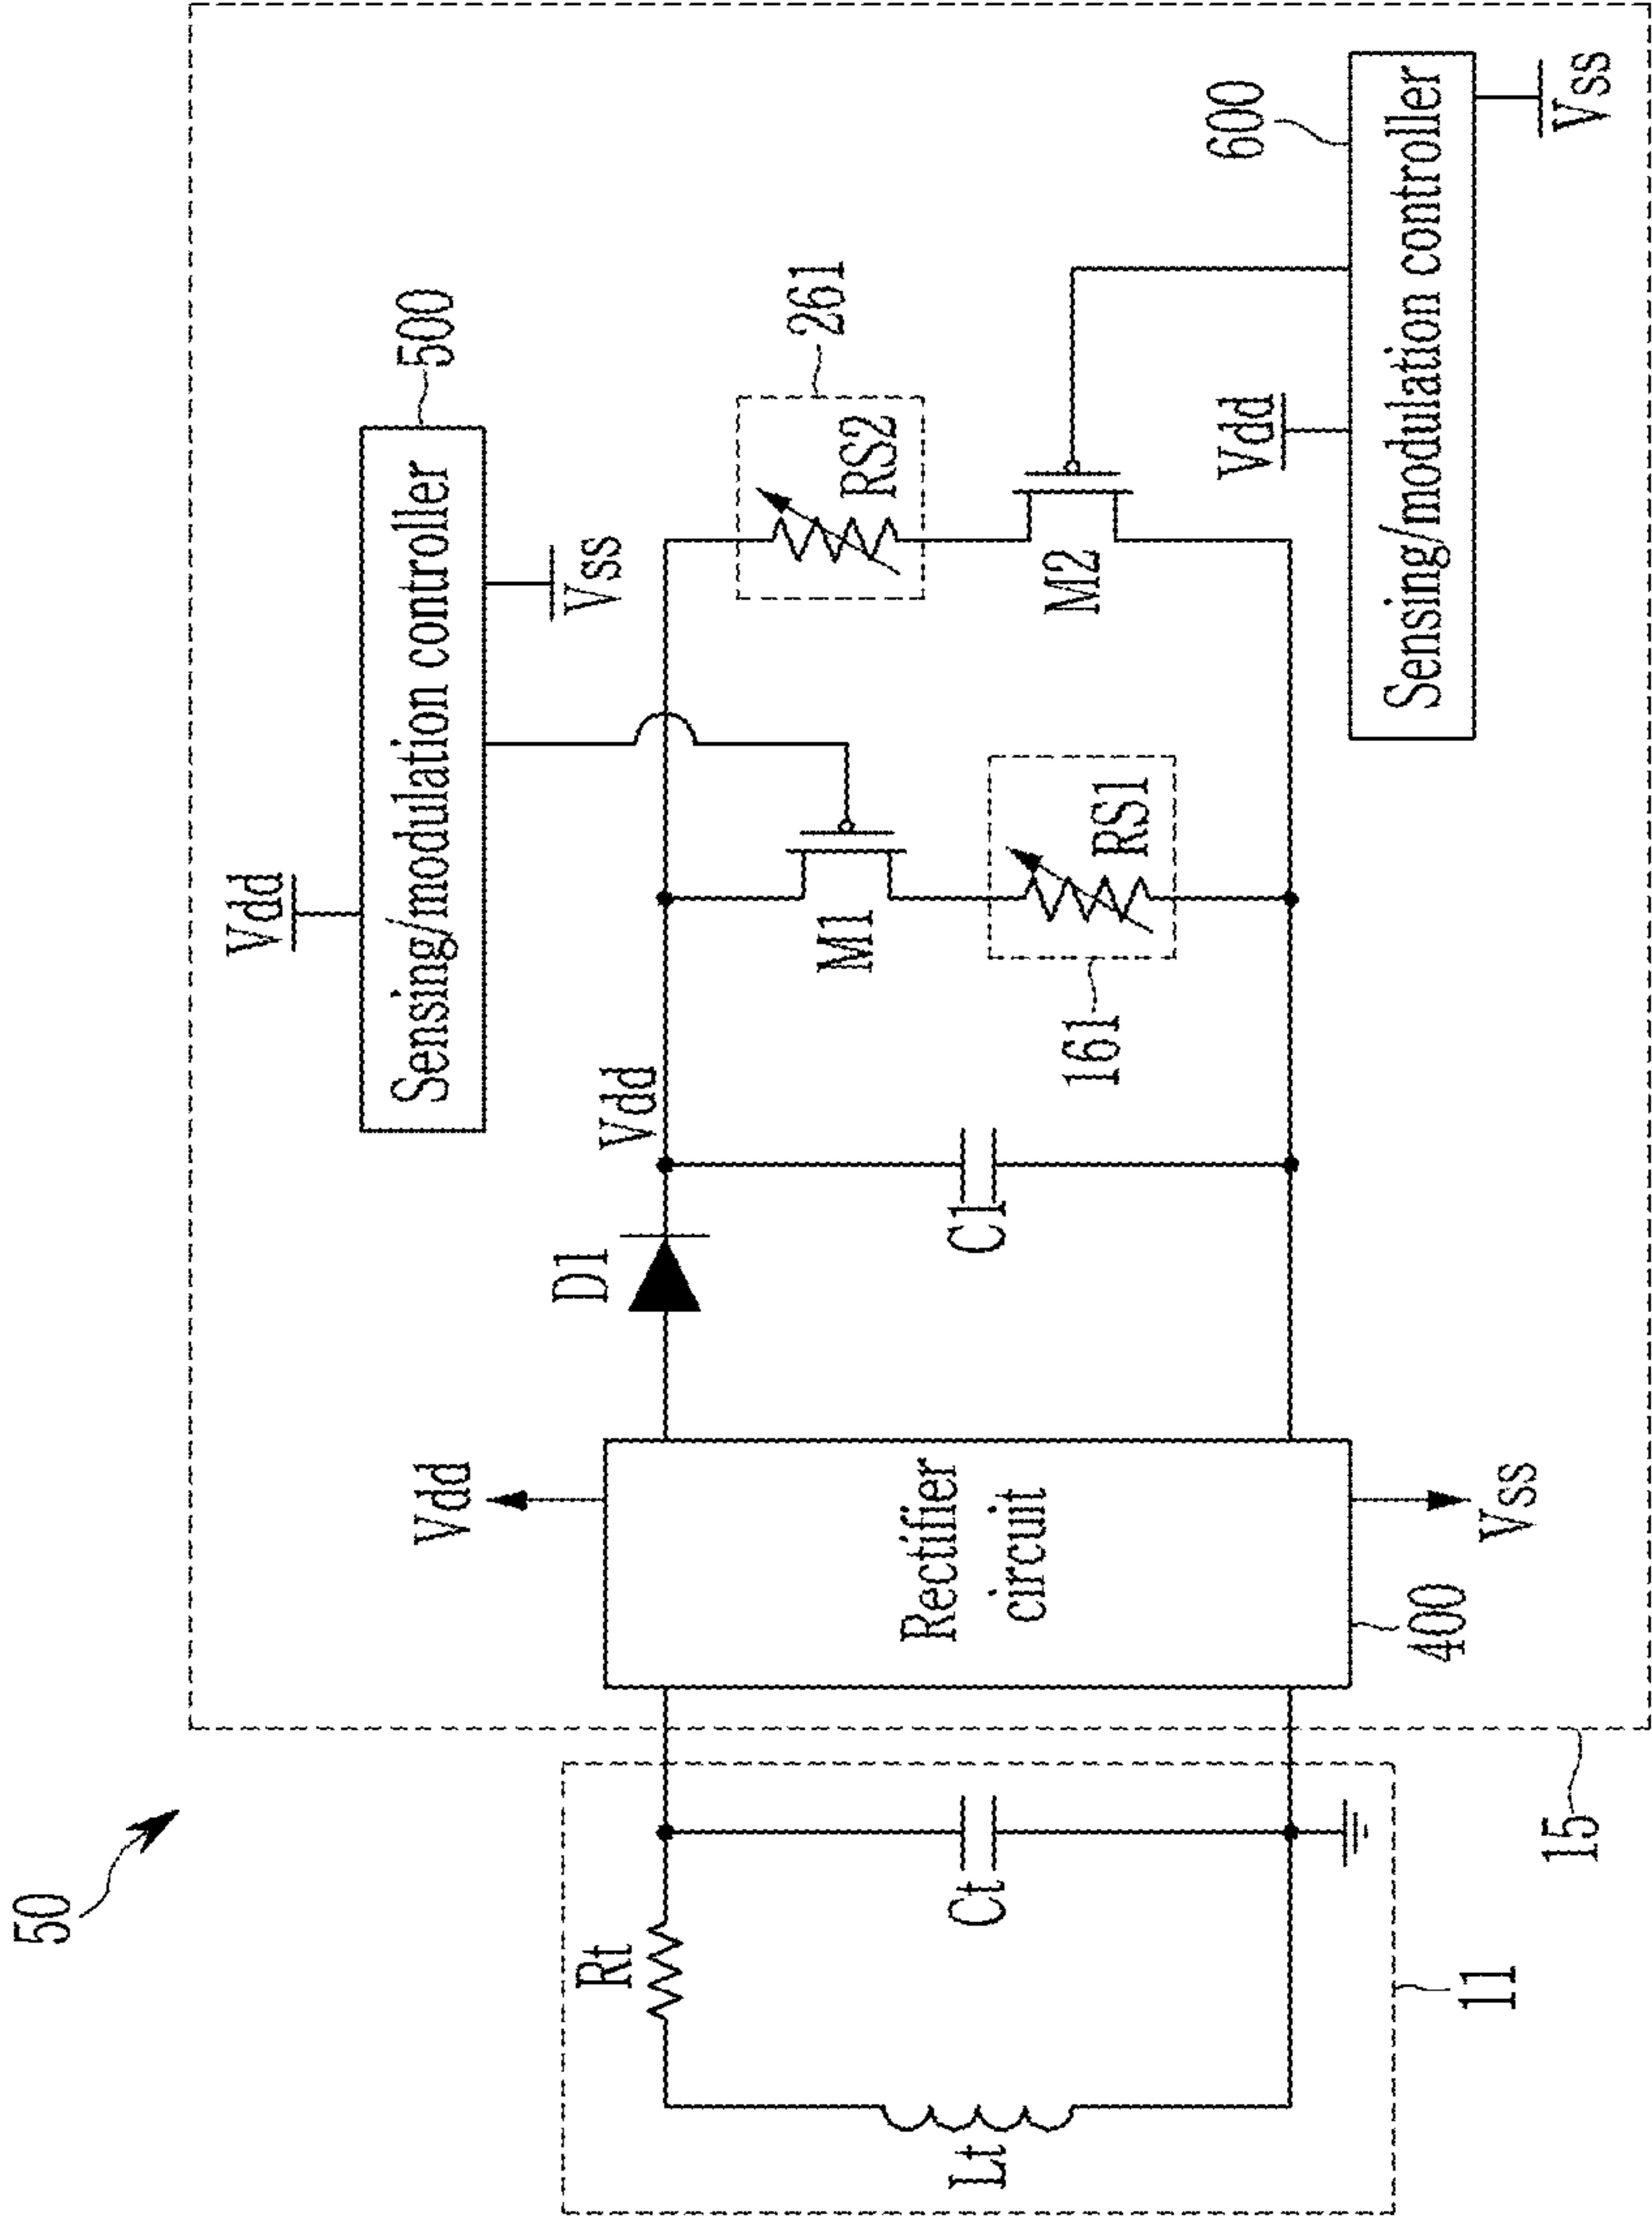 50
Vdd
Sensing/modulation controller
500
Vdd
Vss
Rt
D1
Vdd
261
RS2
M1
Rectifier
circuit
Lt
Ct
C1
M2
RS1
161
Vdd
600
Sensing/modulation controller
400
11
Vss
15
Vss